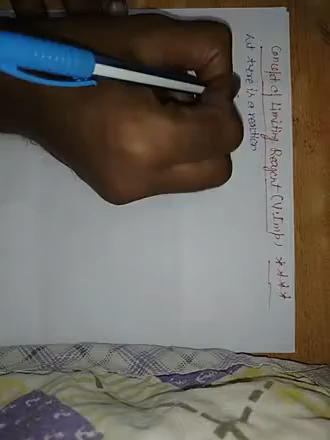 Concept of Limiting Reagent (V.Imp) ****
Let there is a reaction